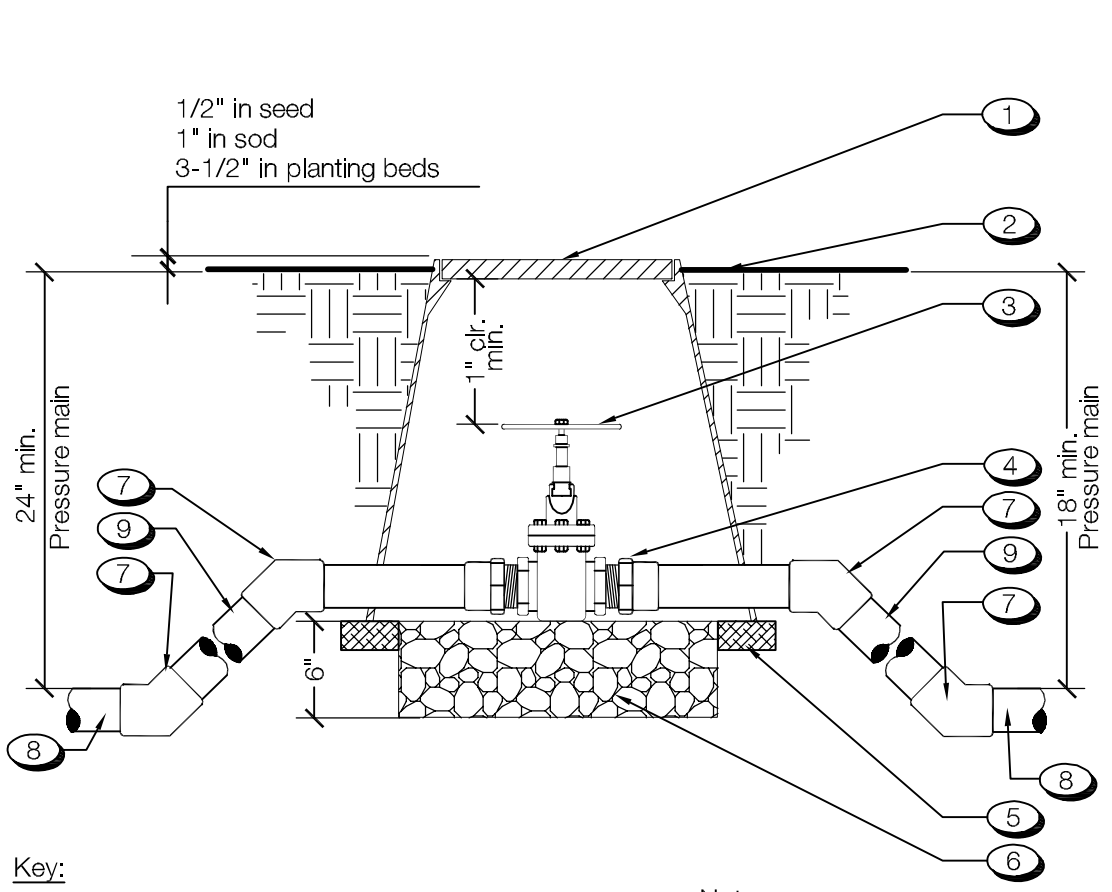 1/2" in seed
1" in sod
3-1/2" in planting beds
1
2
3
1" clr.
min.
24" min.
Pressure main
18" min.
Pressure main
7
9
7
4
7
9
7
6"
8
8
5
6
Key: